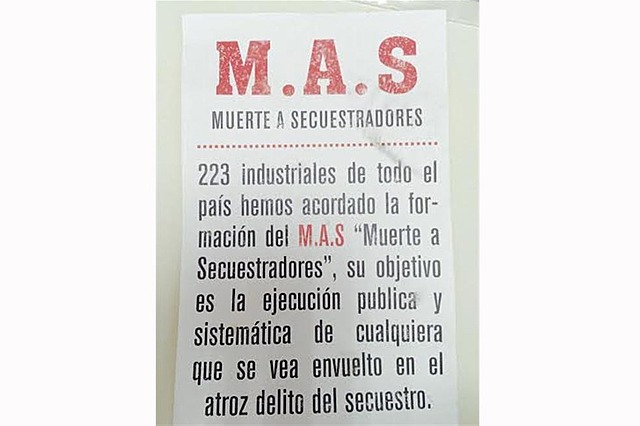 M.A.S
MUERTE A SECUESTRADORES
223 industriales de todo el
país hemos acordado la for-
mación del M.A.S “Muerte a
Secuestradores”, su objetivo
es la ejecución publica y
sistemática de cualquiera
que se vea envuelto en el
atroz delito del secuestro.